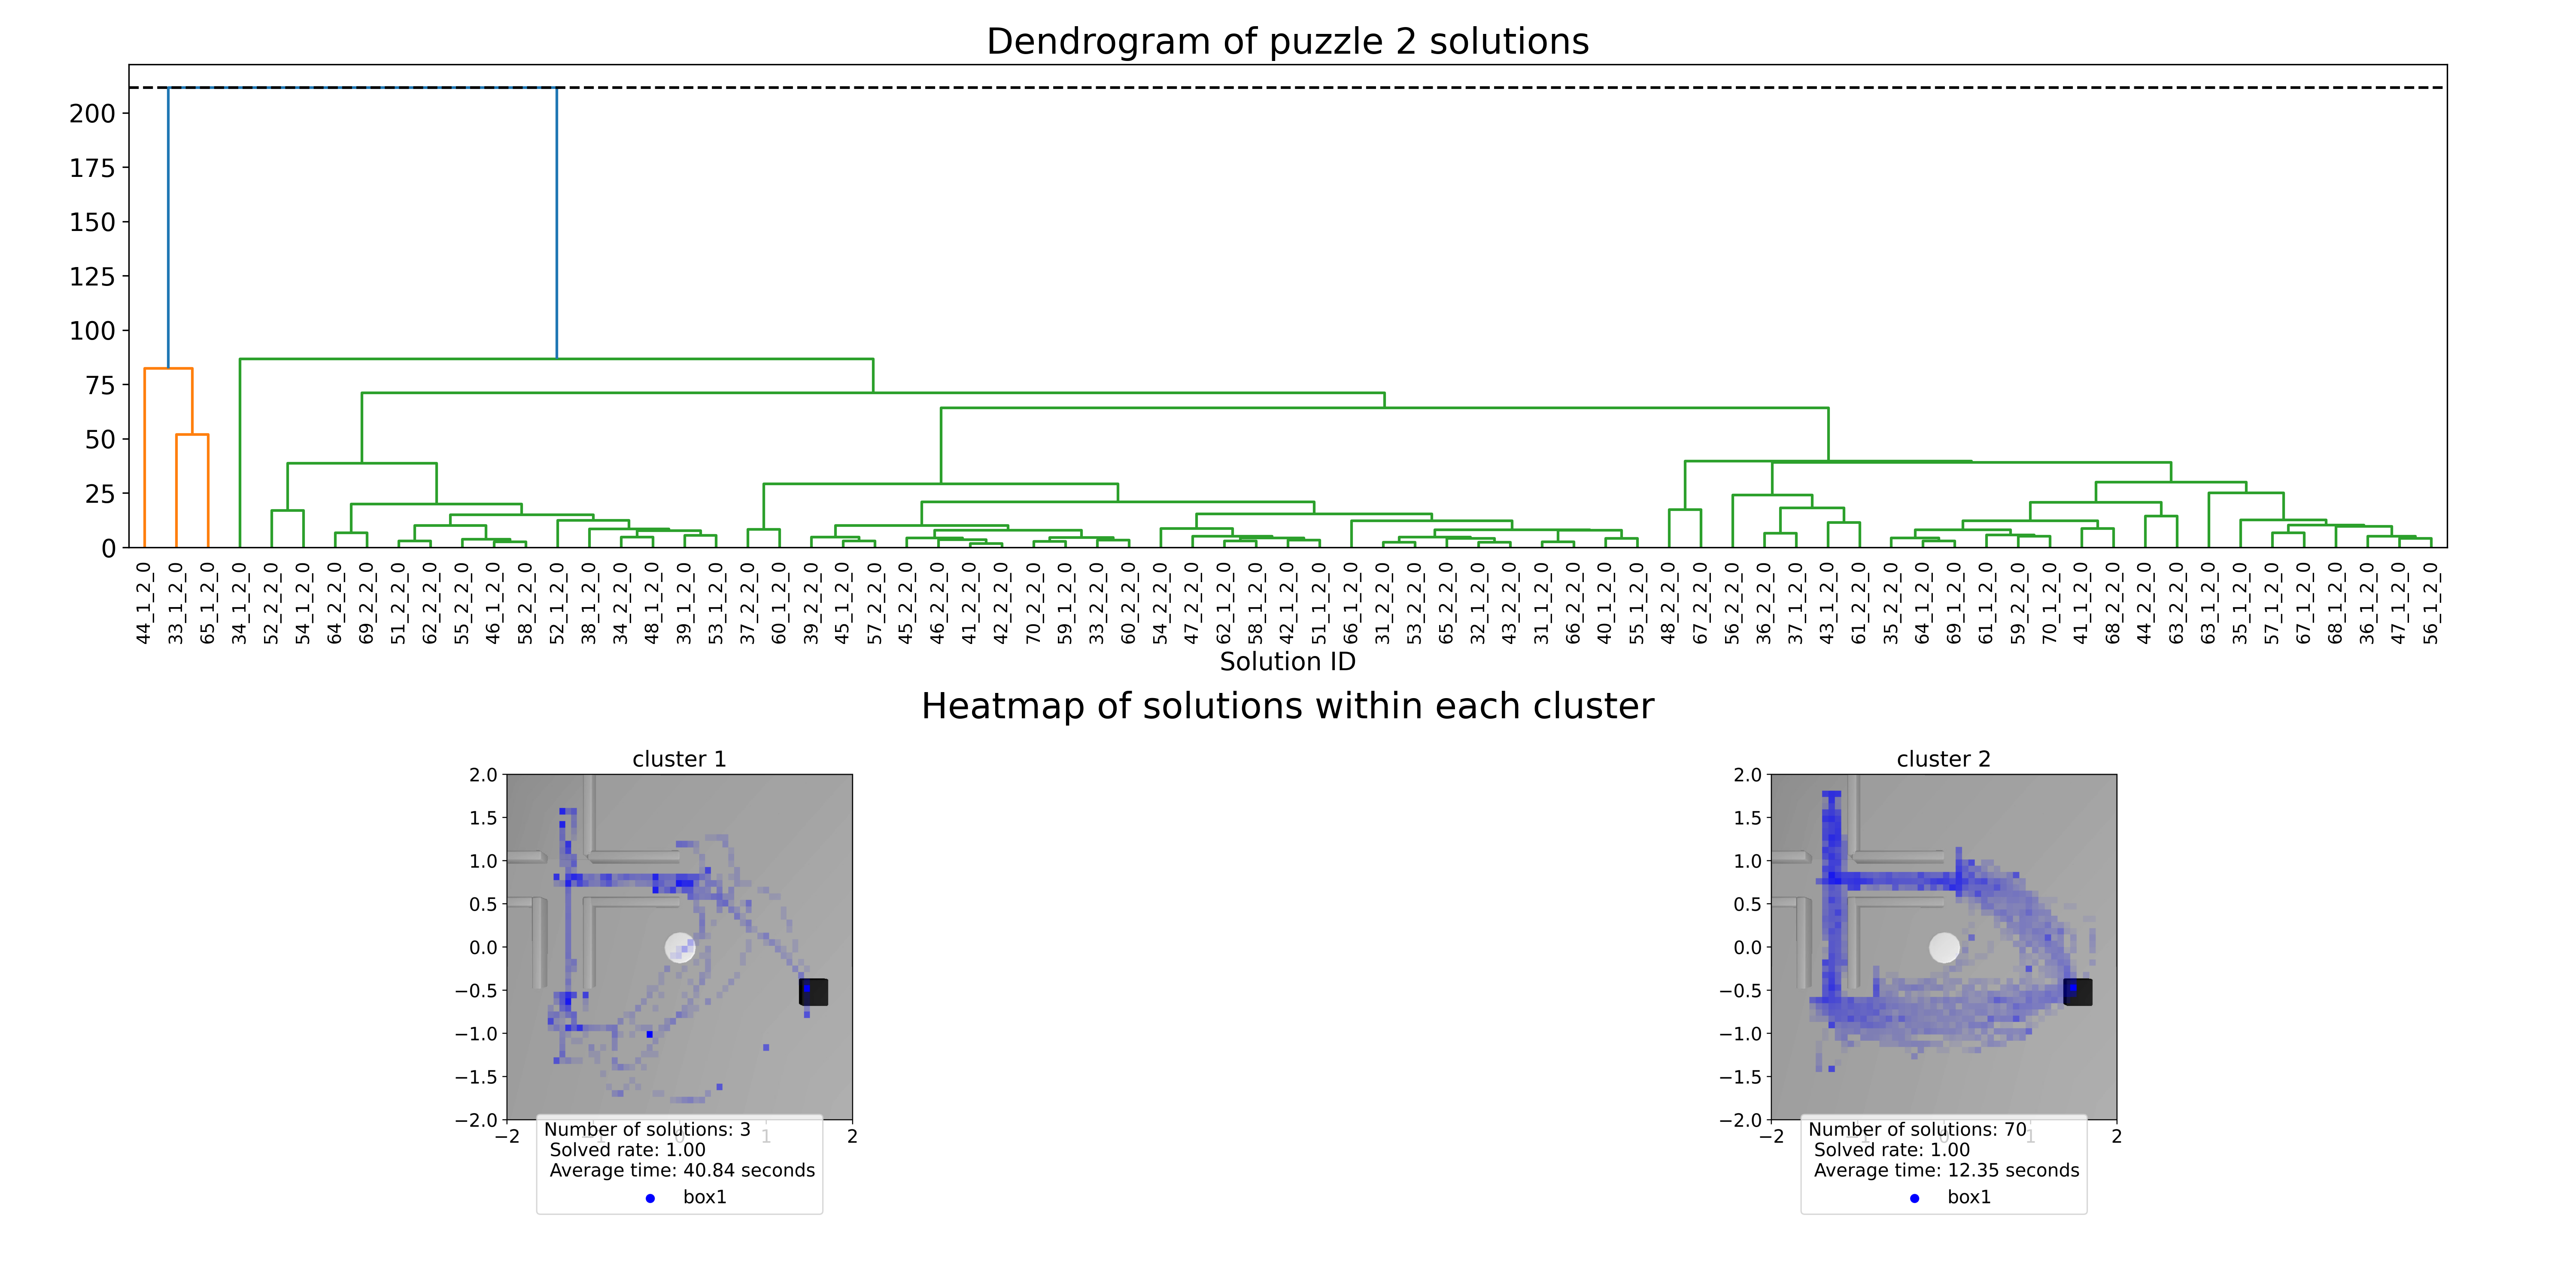 Dendrogram of puzzle 2 solutions
200
175
150
125
100
75
50
25
0
44_1_2_0 33_1_2_0 65_1_2_0 34_1_2_0 52_2_2_0 54_1_2_0 64_2_2_0 69_2_2_0 51_2_2_0 62_2_2_0 55_2_2_0 46_1_2_0 58_2_2_0 52_1_2_0 38_1_2_0 34_2_2_0 48_1_2_0 39_1_2_0 53_1_2_0 37_2_2_0 60_1_2_0 39_2_2_0 45_1_2_0 57_2_2_0 45_2_2_0 46_2_2_0 41_2_2_0 42_2_2_0 70_2_2_0 59_1_2_0 33_2_2_0 60_2_2_0 54_2_2_0 47_2_2_0 62_1_2_0 58_1_2_0 42_1_2_0 51_1_2_0 66_1_2_0 31_2_2_0 53_2_2_0 65_2_2_0 32_1_2_0 43_2_2_0 31_1_2_0 66_2_2_0 40_1_2_0 55_1_2_0 48_2_2_0 67_2_2_0 56_2_2_0 36_2_2_0 37_1_2_0 43_1_2_0 61_2_2_0 35_2_2_0 64_1_2_0 69_1_2_0 61_1_2_0 59_2_2_0 70_1_2_0 41_1_2_0 68_2_2_0 44_2_2_0 63_2_2_0 63_1_2_0 35_1_2_0 57_1_2_0 67_1_2_0 68_1_2_0 36_1_2_0 47_1_2_0 56_1_2_0
Solution ID
Heatmap of solutions within each cluster
cluster 1
2.0
1.5
1.0
0.5
0.0
−0.5
−1.0
−1.5
−2.0
−2 −1 0 1 2
Number of solutions: 3
Solved rate: 1.00
Average time: 40.84 seconds
box1
cluster 2
2.0
1.5
1.0
0.5
0.0
−0.5
−1.0
−1.5
−2.0
−2 −1 0 1 2
Number of solutions: 70
Solved rate: 1.00
Average time: 12.35 seconds
box1